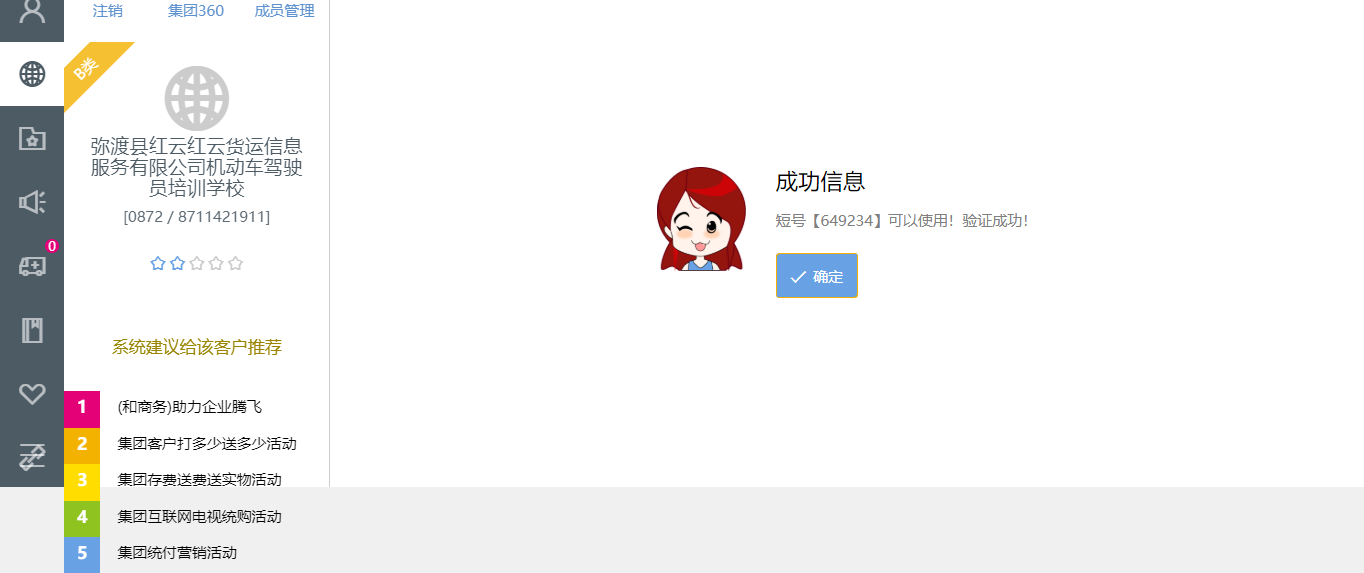 注销 集团360 成员管理
B类
弥渡县红云红云货运信息
服务有限公司机动车驾驶
员培训学校
[0872 / 8711421911]
0
系统建议给该客户推荐
1 (和商务)助力企业腾飞
2 集团客户打多少送多少活动
3 集团存费送费送实物活动
4 集团互联网电视统购活动
5 集团统付营销活动
成功信息
短号【649234】可以使用！验证成功！
确定